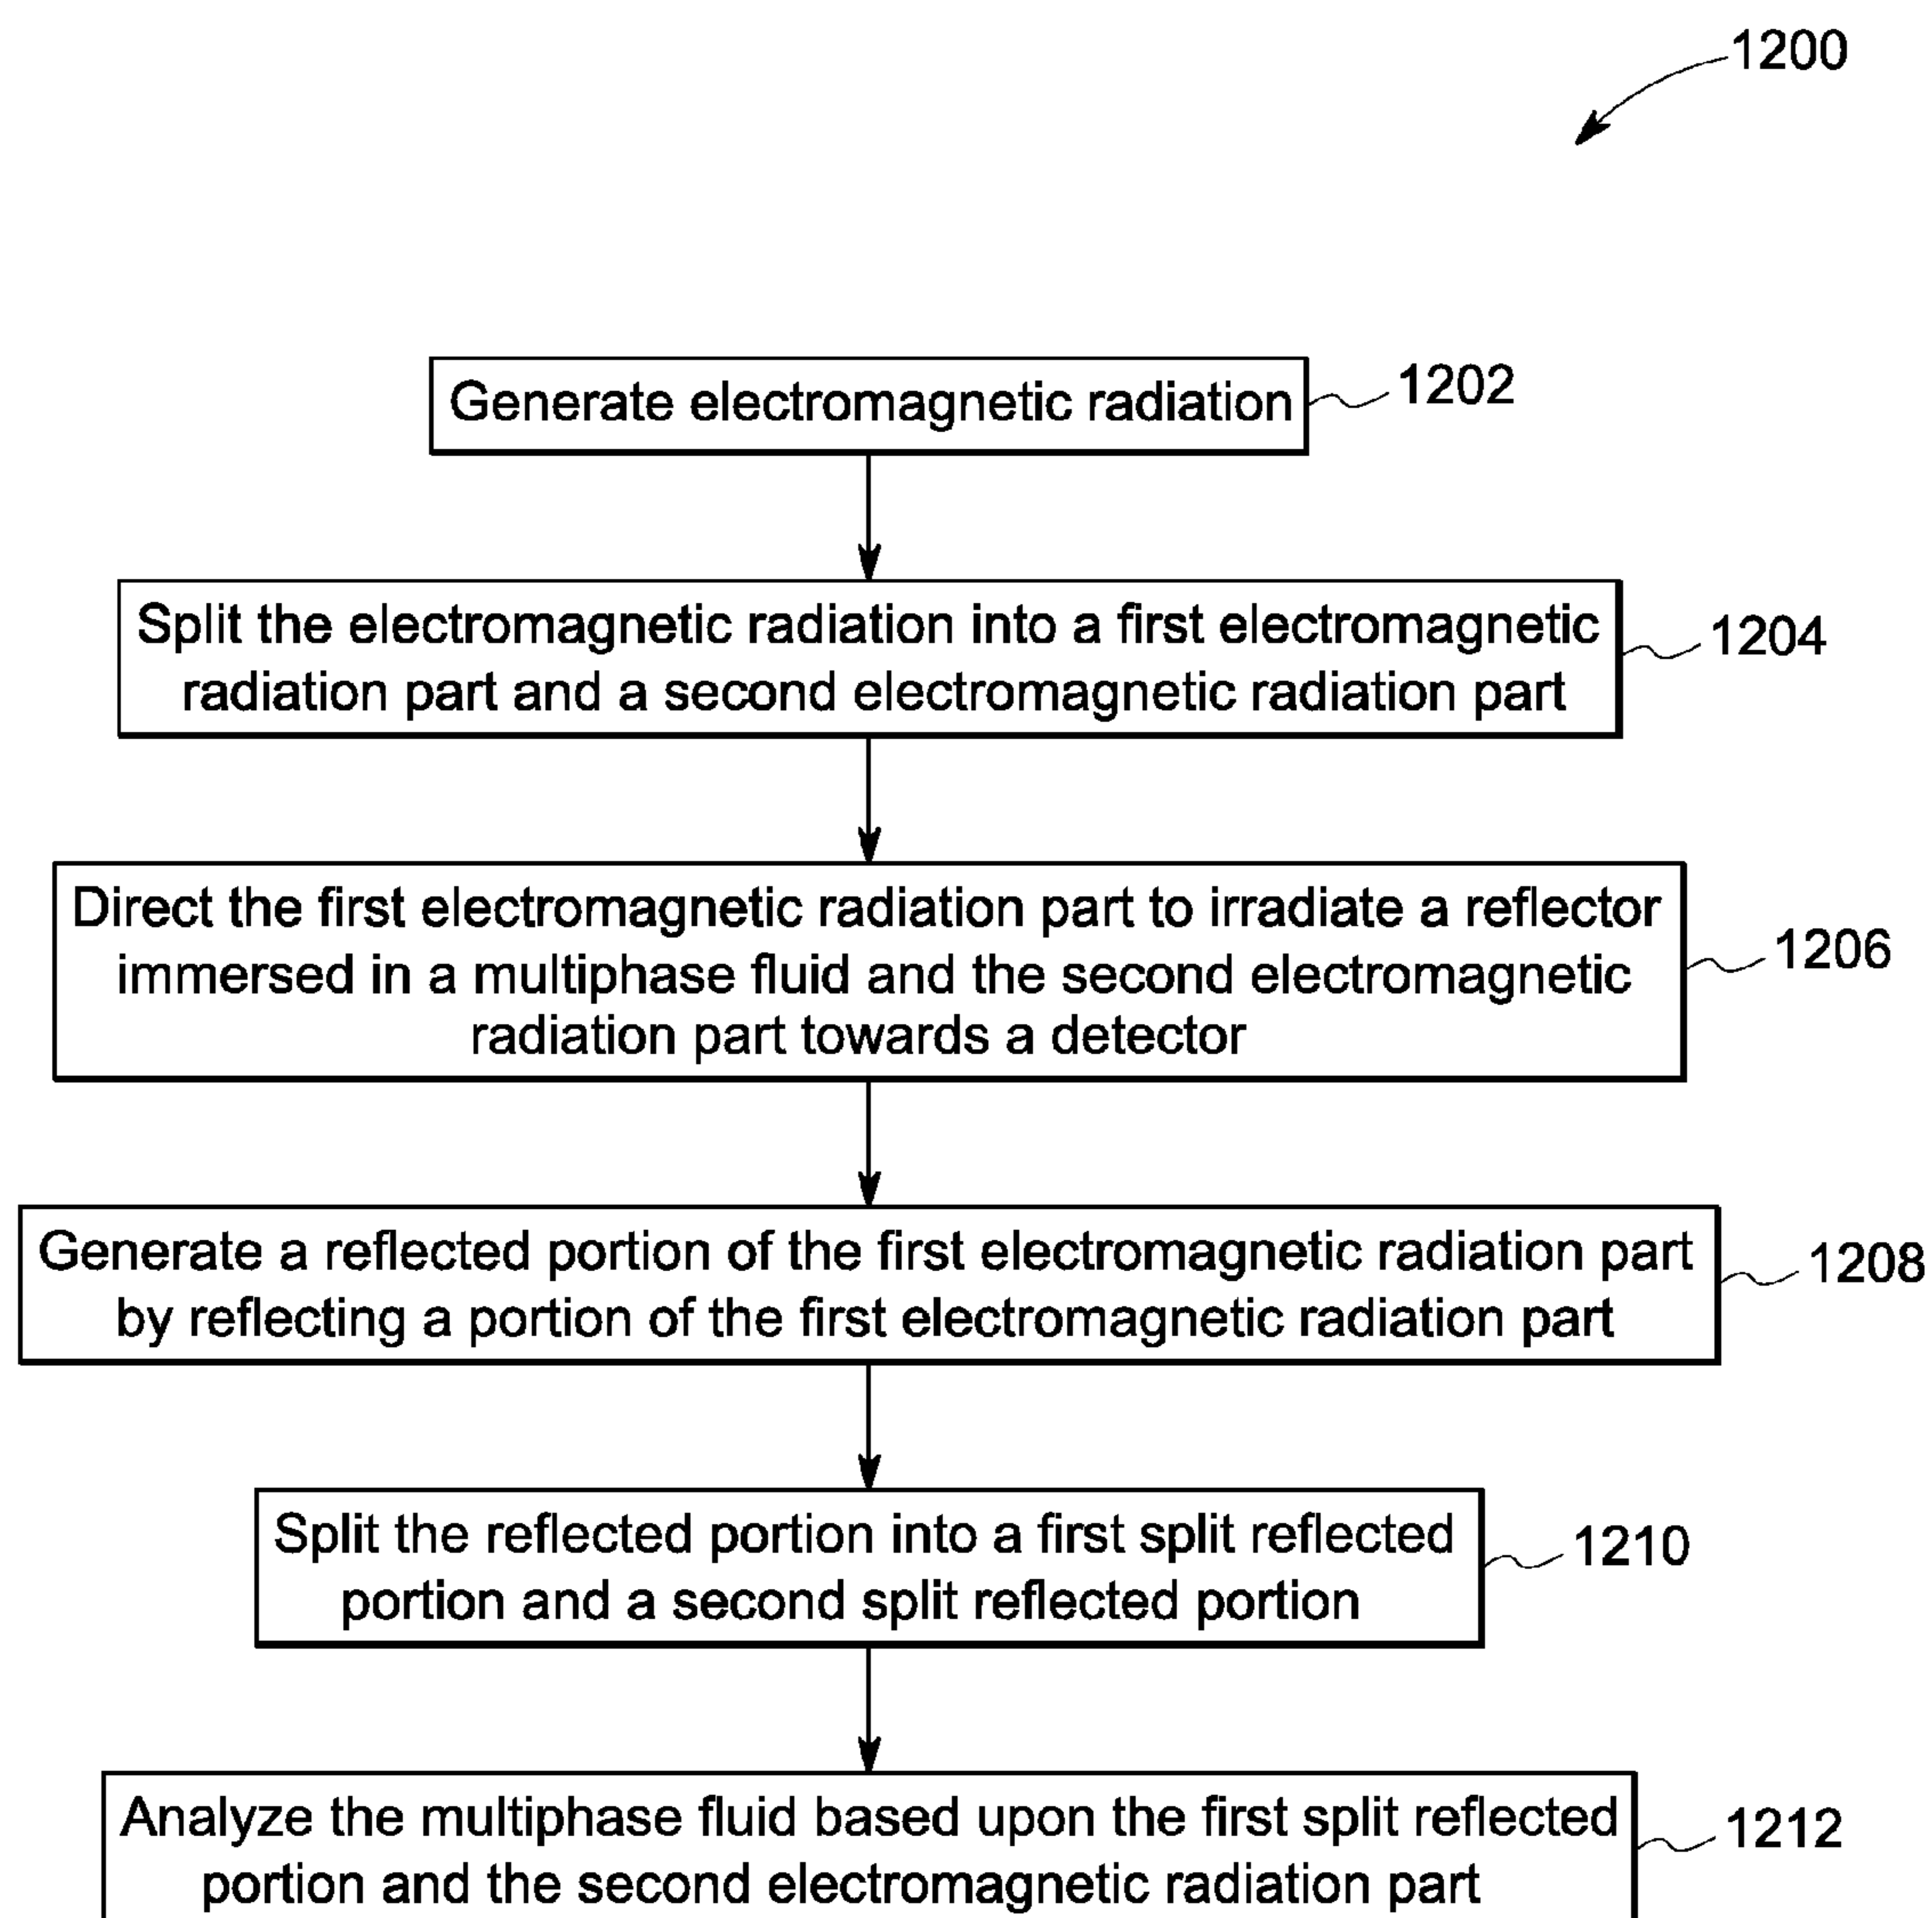 1200
Generate electromagnetic radiation
1202
Split the electromagnetic radiation into a first electromagnetic
radiation part and a second electromagnetic radiation part
1204
Direct the first electromagnetic radiation part to irradiate a reflector
immersed in a multiphase fluid and the second electromagnetic
radiation part towards a detector
1206
Generate a reflected portion of the first electromagnetic radiation part
by reflecting a portion of the first electromagnetic radiation part
1208
Split the reflected portion into a first split reflected
portion and a second split reflected portion
1210
Analyze the multiphase fluid based upon the first split reflected
portion and the second electromagnetic radiation part
1212